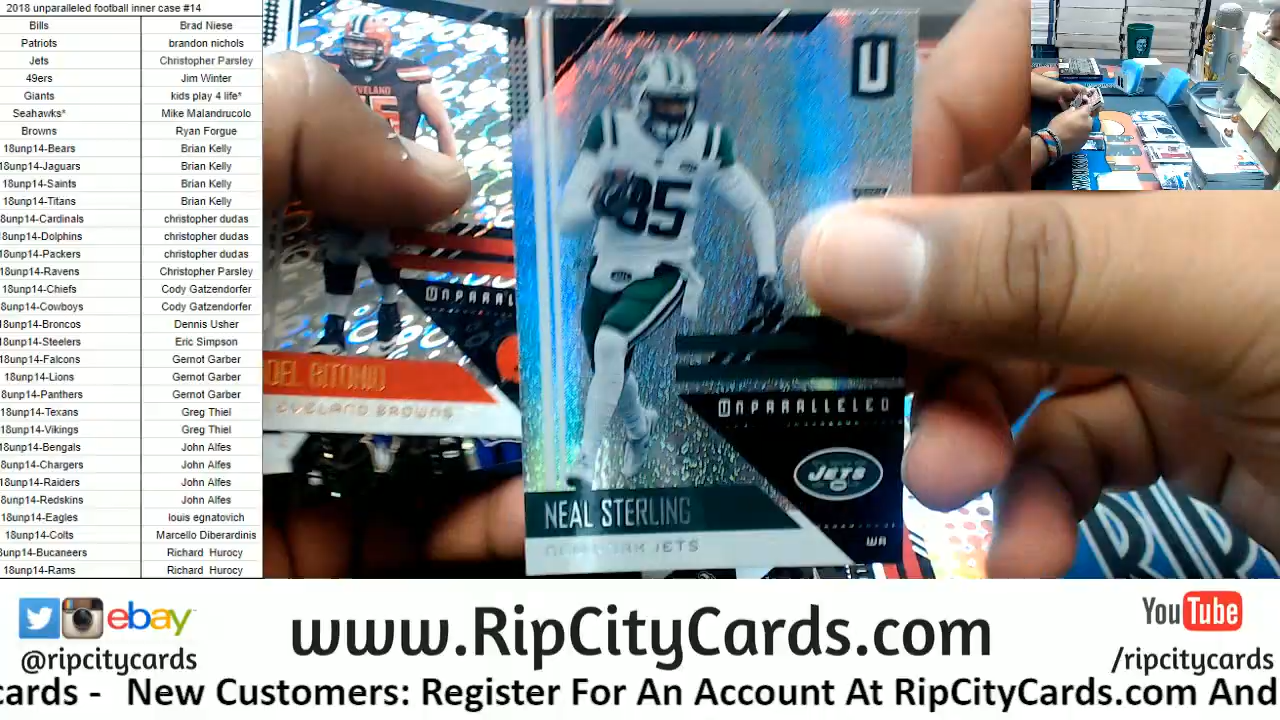 2018 unparalleled football inner case #14
Bills Brad Niese
Patriots brandon nichols
Jets Christopher Parsley
49ers Jim Winter
Giants kids play 4 life*
Seahawks* Mike Malandrucolo
Browns Ryan Forgue
18unp14-Bears Brian Kelly
18unp14-Jaguars Brian Kelly
18unp14-Saints Brian Kelly
18unp14-Titans Brian Kelly
8unp14-Cardinals christopher dudas
8unp14-Dolphins christopher dudas
8unp14-Packers christopher dudas
18unp14-Ravens Christopher Parsley
18unp14-Chiefs Cody Gatzendorfer
8unp14-Cowboys Cody Gatzendorfer
18unp14-Broncos Dennis Usher
18unp14-Steelers Eric Simpson
18unp14-Falcons Gernot Garber
18unp14-Lions Gernot Garber
8unp14-Panthers Gernot Garber
18unp14-Texans Greg Thiel
18unp14-Vikings Greg Thiel
8unp14-Bengals John Alfes
8unp14-Chargers John Alfes
18unp14-Raiders John Alfes
8unp14-Redskins John Alfes
18unp14-Eagles louis egnatovich
18unp14-Colts Marcello Diberardinis
unp14-Bucaneers Richard Hurocy
18unp14-Rams Richard Hurocy
U
85
UNPARALLELED
JETS
NEAL STERLING
NEW YORK JETS
WR
CLEVELAND
UNPARALL
OEL BITONIO
CLEVELAND BROWNS
RIP
ebay
@ripcitycards
www.RipCityCards.com
YouTube
/ripcitycards
cards - New Customers: Register For An Account At RipCityCards.com And